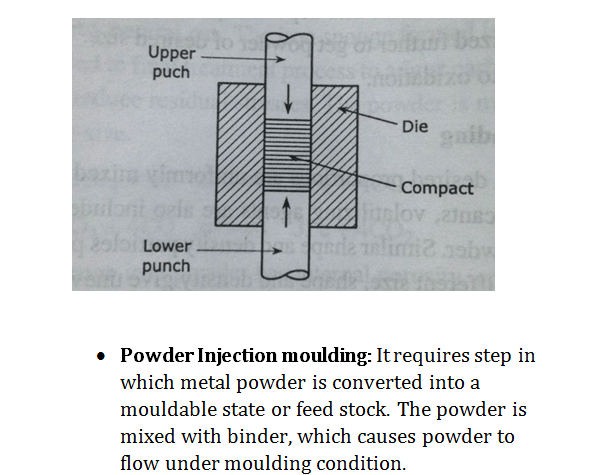 Upper
puch
Die
Compact
Lower
punch
• Powder Injection moulding: It requires step in
which metal powder is converted into a
mouldable state or feed stock. The powder is
mixed with binder, which causes powder to
flow under moulding condition.